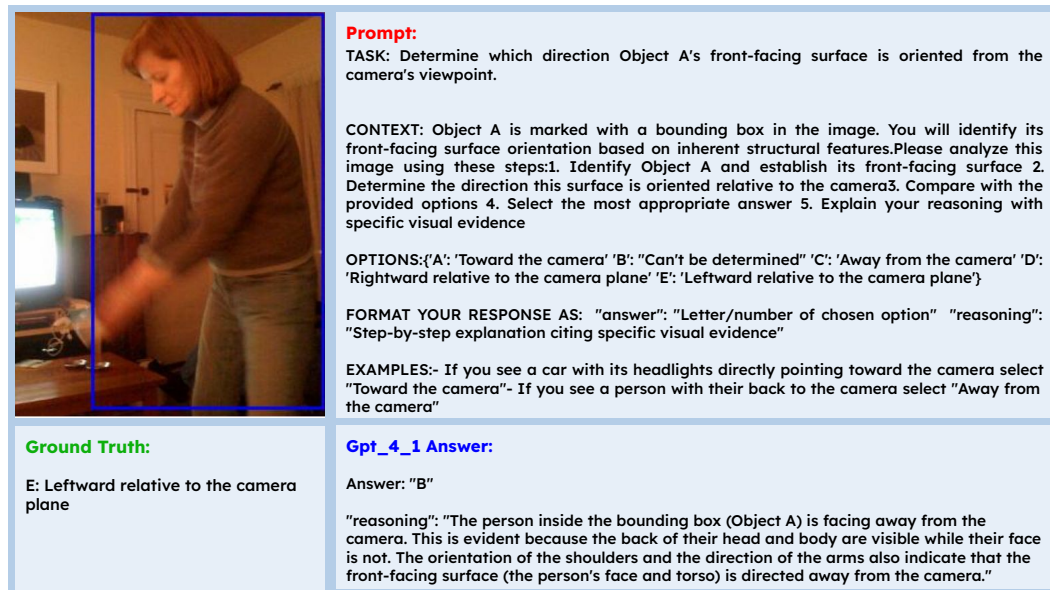 Prompt:
TASK: Determine which direction Object A's front-facing surface is oriented from the
camera's viewpoint.
CONTEXT: Object A is marked with a bounding box in the image. You will identify its
front-facing surface orientation based on inherent structural features.Please analyze this
image using these steps:1. Identify Object A and establish its front-facing surface 2.
Determine the direction this surface is oriented relative to the camera3. Compare with the
provided options 4. Select the most appropriate answer 5. Explain your reasoning with
specific visual evidence
OPTIONS:{'A': 'Toward the camera' 'B': "Can't be determined" 'C': 'Away from the camera' 'D':
'Rightward relative to the camera plane' 'E': 'Leftward relative to the camera plane'}
FORMAT YOUR RESPONSE AS: "answer": "Letter/number of chosen option" "reasoning":
"Step-by-step explanation citing specific visual evidence"
EXAMPLES:- If you see a car with its headlights directly pointing toward the camera select
"Toward the camera"- If you see a person with their back to the camera select "Away from
the camera"
Ground Truth:
E: Leftward relative to the camera
plane
Gpt_4_1 Answer:
Answer: "B"
"reasoning": "The person inside the bounding box (Object A) is facing away from the
camera. This is evident because the back of their head and body are visible while their face
is not. The orientation of the shoulders and the direction of the arms also indicate that the
front-facing surface (the person's face and torso) is directed away from the camera."